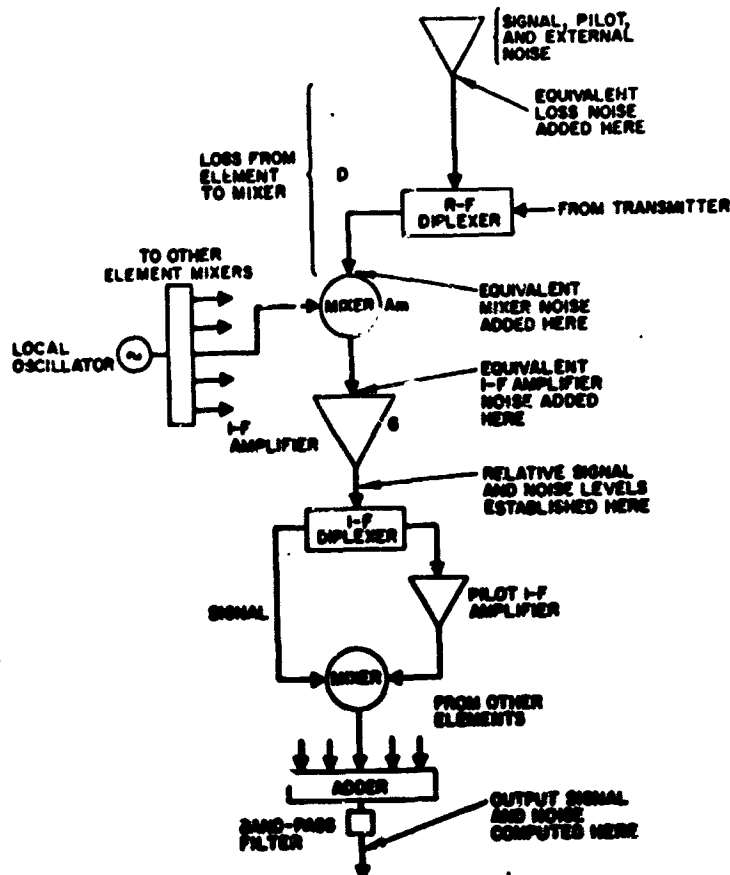 SIGNAL, PILOT,
AND EXTERNAL
NOISE
EQUIVALENT
LOSS NOISE
ADDED HERE
LOSS FROM
ELEMENT
TO MIXER
D
R-F
DIPLEXER
FROM TRANSMITTER
TO OTHER
ELEMENT MIXERS
MIXER
Am
EQUIVALENT
MIXER NOISE
ADDED HERE
LOCAL
OSCILLATOR
~
EQUIVALENT
I-F AMPLIFIER
NOISE ADDED
HERE
I-F
AMPLIFIER
G
RELATIVE SIGNAL
AND NOISE LEVELS
ESTABLISHED HERE
I-F
DIPLEXER
PILOT I-F
AMPLIFIER
SIGNAL
MIXER
FROM OTHER
ELEMENTS
ADDER
BAND-PASS
FILTER
OUTPUT SIGNAL
AND NOISE
COMPUTED HERE